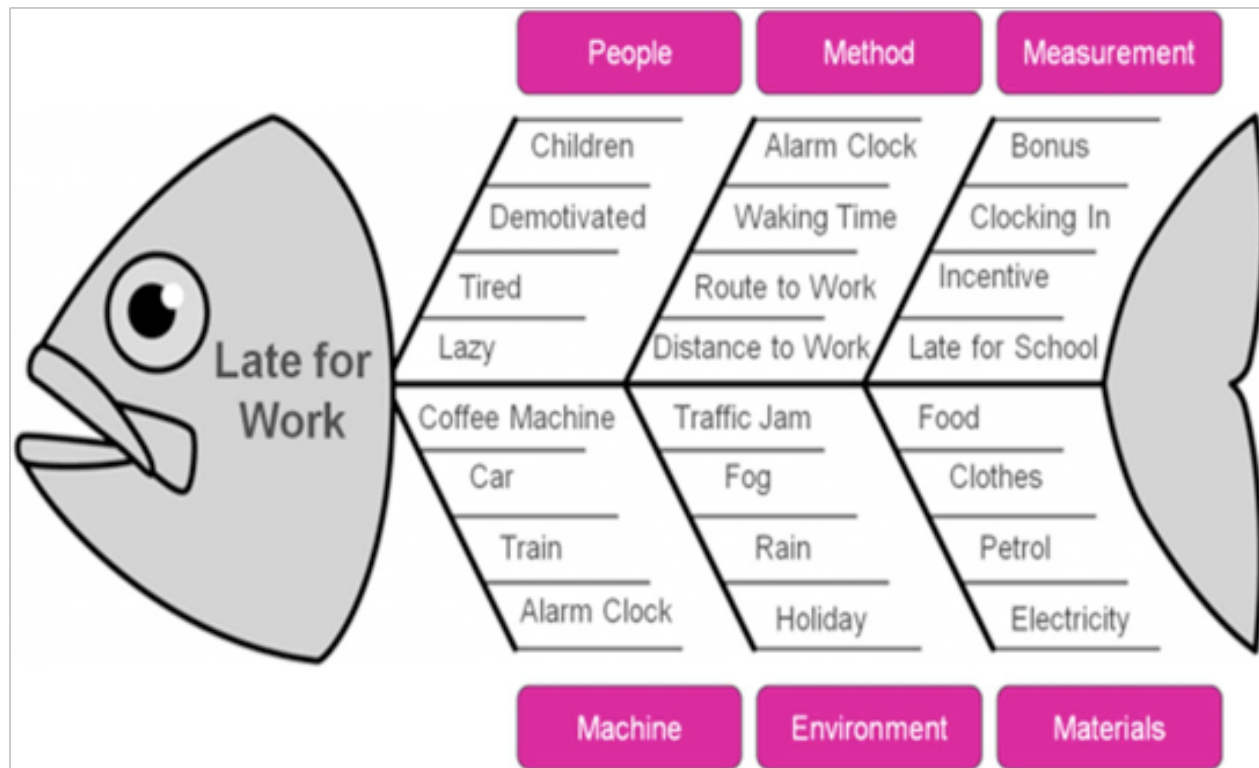 People
Method
Measurement
Children
Alarm Clock
Bonus
Demotivated
Waking Time
Clocking In
Tired
Route to Work
Incentive
Lazy
Distance to Work
Late for School
Late for
Work
Coffee Machine
Traffic Jam
Food
Car
Fog
Clothes
Train
Rain
Petrol
Alarm Clock
Holiday
Electricity
Machine
Environment
Materials